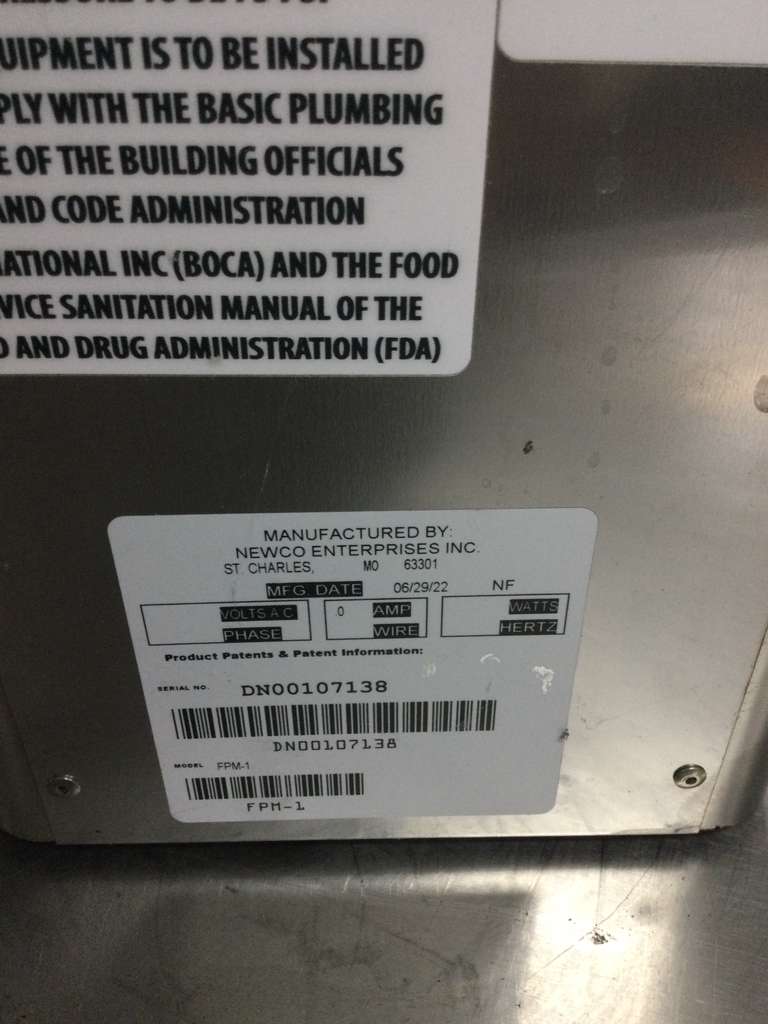 UIPMENT IS TO BE INSTALLED
PLY WITH THE BASIC PLUMBING
E OF THE BUILDING OFFICIALS
AND CODE ADMINISTRATION
NATIONAL INC (BOCA) AND THE FOOD
VICE SANITATION MANUAL OF THE
D AND DRUG ADMINISTRATION (FDA)
MANUFACTURED BY:
NEWCO ENTERPRISES INC.
ST. CHARLES, MO 63301
MFG. DATE 06/29/22 NF
VOLTS A.C. 0 AMP WATTS
PHASE WIRE HERTZ
Product Patents & Patent Information:
SERIAL NO. DN00107138
DN00107138
MODEL FPM-1
FPM-1